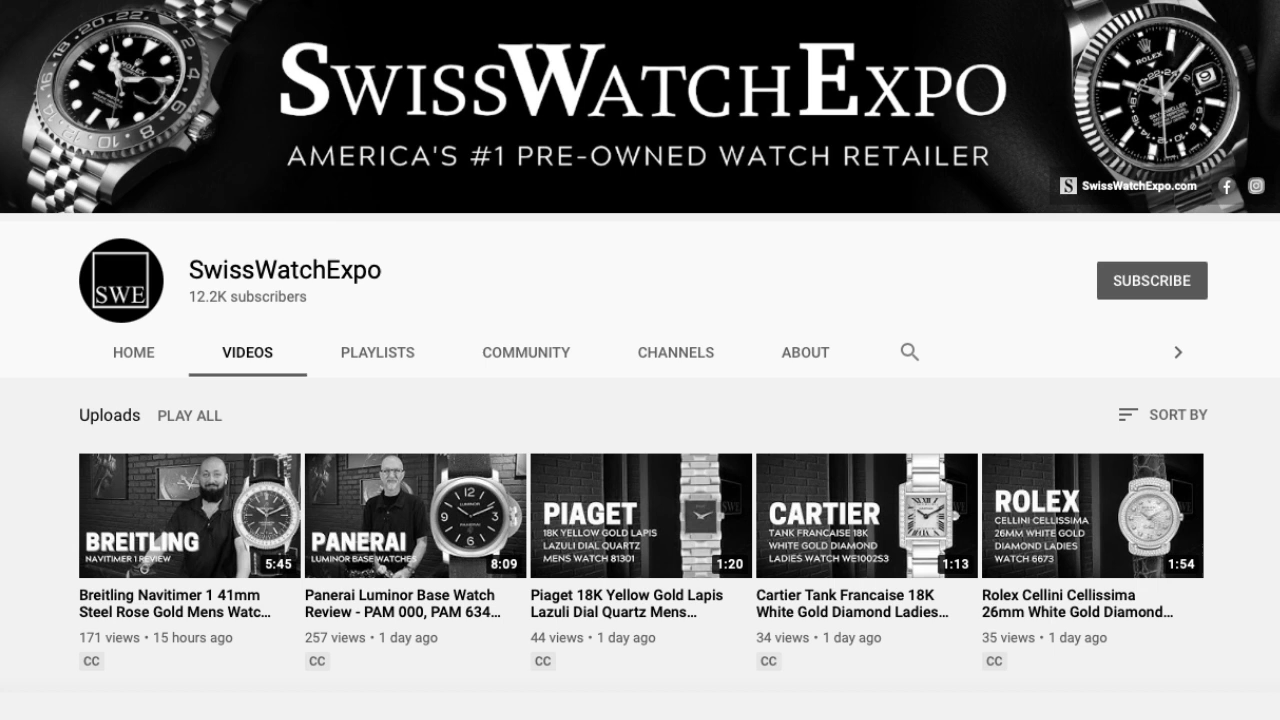 SWISSWATCHEXPO
AMERICA'S #1 PRE-OWNED WATCH RETAILER
ROLEX
ROLEX
S SwissWatchExpo.com
SWE
SwissWatchExpo
12.2K subscribers
SUBSCRIBE
HOME VIDEOS PLAYLISTS COMMUNITY CHANNELS ABOUT
Uploads PLAY ALL
SORT BY
BREITLING
NAVITIMER 1 REVIEW
5:45
Breitling Navitimer 1 41mm
Steel Rose Gold Mens Watc...
171 views • 15 hours ago
CC
PANERAI
LUMINOR BASE WATCHES
8:09
Panerai Luminor Base Watch
Review - PAM 000, PAM 634...
257 views • 1 day ago
CC
PIAGET
18K YELLOW GOLD LAPIS
LAZULI DIAL QUARTZ
MENS WATCH 81301
1:20
Piaget 18K Yellow Gold Lapis
Lazuli Dial Quartz Mens...
44 views • 1 day ago
CC
CARTIER
TANK FRANCAISE 18K
WHITE GOLD DIAMOND
LADIES WATCH WE1002S3
1:13
Cartier Tank Francaise 18K
White Gold Diamond Ladies...
34 views • 1 day ago
CC
ROLEX
CELLINI CELLISSIMA
26MM WHITE GOLD
DIAMOND LADIES
WATCH 6673
1:54
Rolex Cellini Cellissima
26mm White Gold Diamond...
35 views • 1 day ago
CC